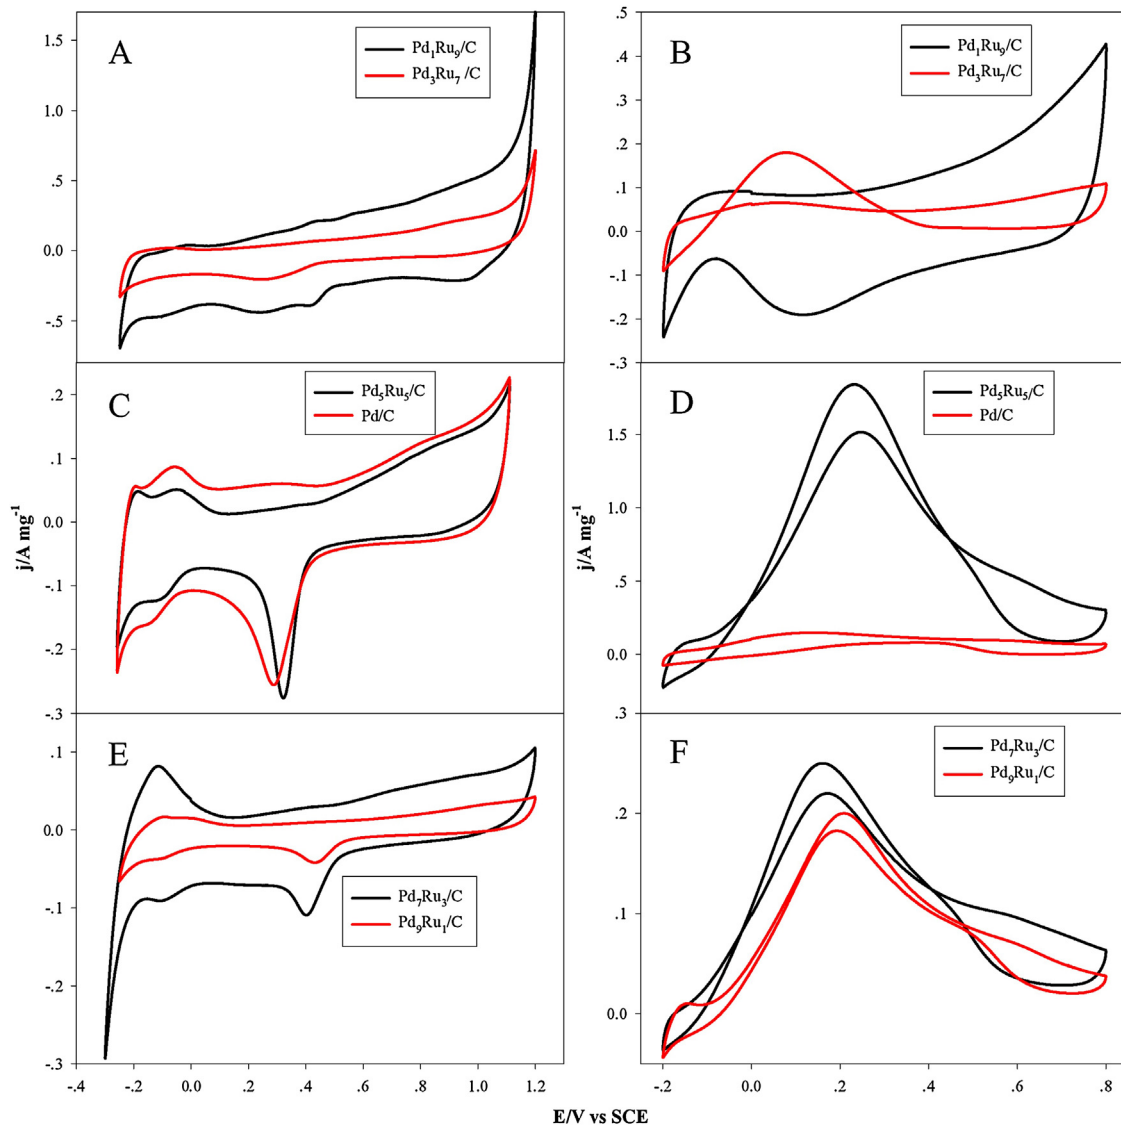 A
Pd₁Ru₉/C
Pd₃Ru₇ /C
1.5
1.0
.5
0.0
-.5
B
Pd₁Ru₉/C
Pd₃Ru₇/C
.5
.4
.3
.2
.1
0.0
-.1
-.2
-.3
C
Pd₅Ru₅/C
Pd/C
.2
.1
0.0
-.1
-.2
-.3
j/A mg⁻¹
D
Pd₅Ru₅/C
Pd/C
1.5
1.0
.5
0.0
j/A mg⁻¹
E
Pd₇Ru₃/C
Pd₉Ru₁/C
.1
0.0
-.1
-.2
-.3
-.4 -.2 0.0 .2 .4 .6 .8 1.0 1.2
F
Pd₇Ru₃/C
Pd₉Ru₁/C
.3
.2
.1
0.0
-.2 0.0 .2 .4 .6 .8
E/V vs SCE